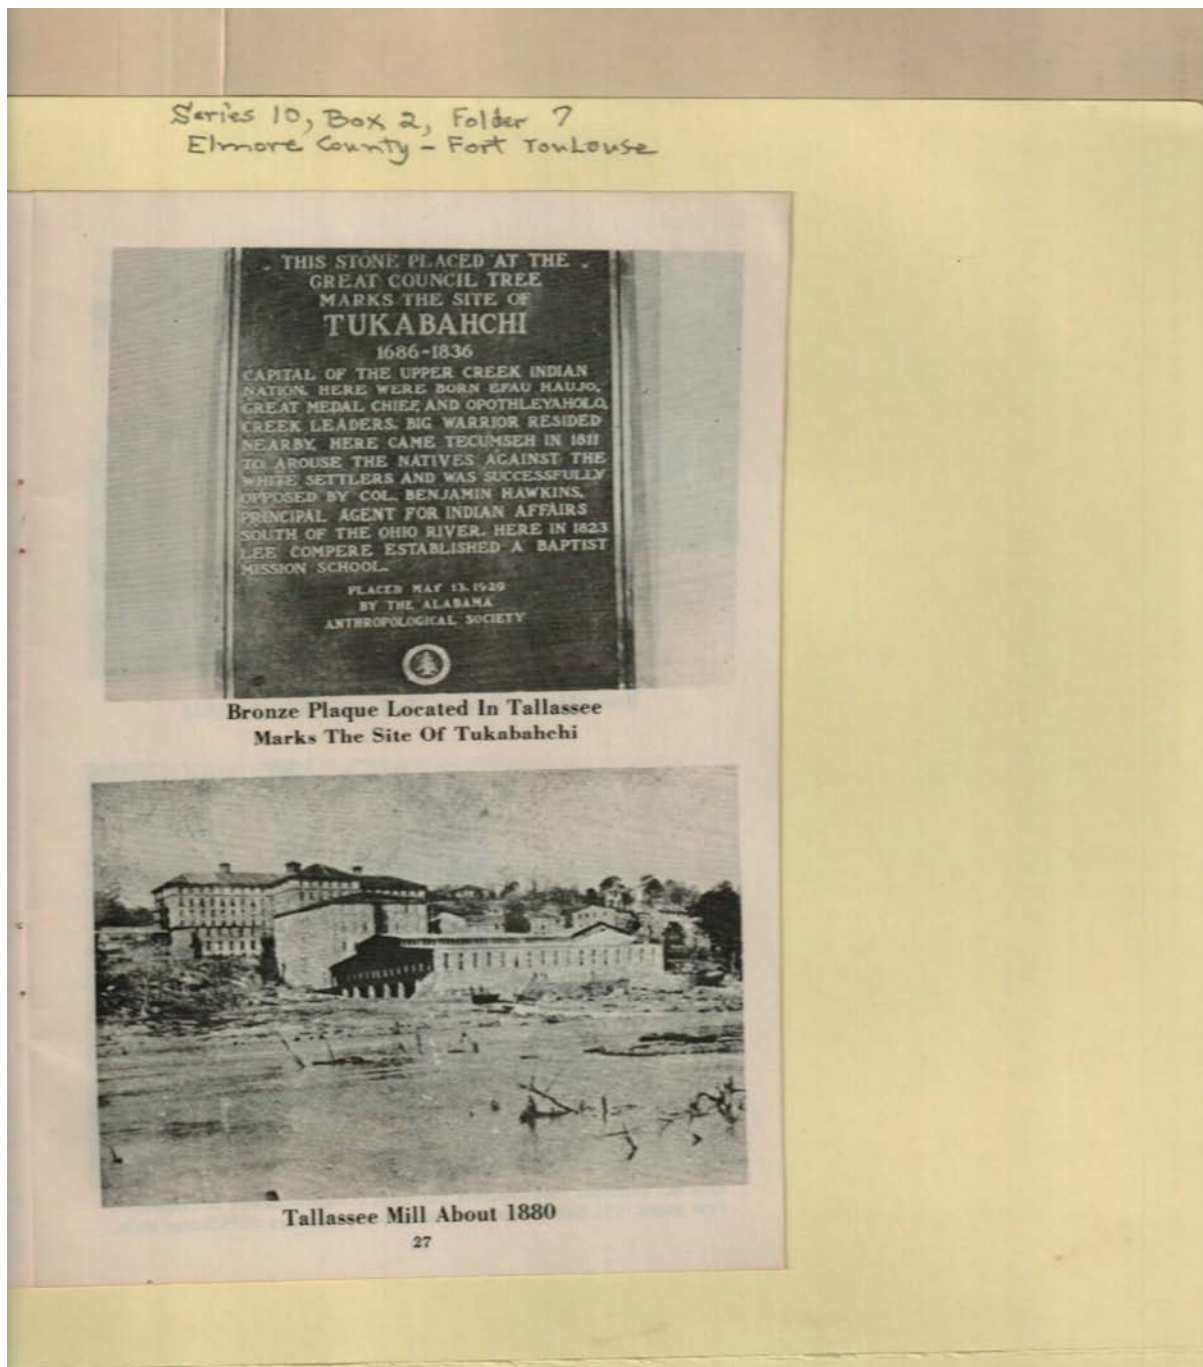 Series 10, Box 2, Folder 7
Elmore County - Fort Toulouse
THIS STONE PLACED AT THE
GREAT COUNCIL TREE
MARKS THE SITE OF
TUKABAHCHI
1686-1836
CAPITAL OF THE UPPER CREEK INDIAN
NATION. HERE WERE BORN EFAU HAUJO,
GREAT MEDAL CHIEF, AND OPOTHLEYAHOLO,
CREEK LEADERS. BIG WARRIOR RESIDED
NEARBY. HERE CAME TECUMSEH IN 1811
TO AROUSE THE NATIVES AGAINST THE
WHITE SETTLERS AND WAS SUCCESSFULLY
OPPOSED BY COL. BENJAMIN HAWKINS,
PRINCIPAL AGENT FOR INDIAN AFFAIRS
SOUTH OF THE OHIO RIVER. HERE IN 1823
LEE COMPERE ESTABLISHED A BAPTIST
MISSION SCHOOL.
PLACED MAY 13, 1929
BY THE ALABAMA
ANTHROPOLOGICAL SOCIETY
Bronze Plaque Located In Tallassee
Marks The Site Of Tukabahchi
Tallassee Mill About 1880
27